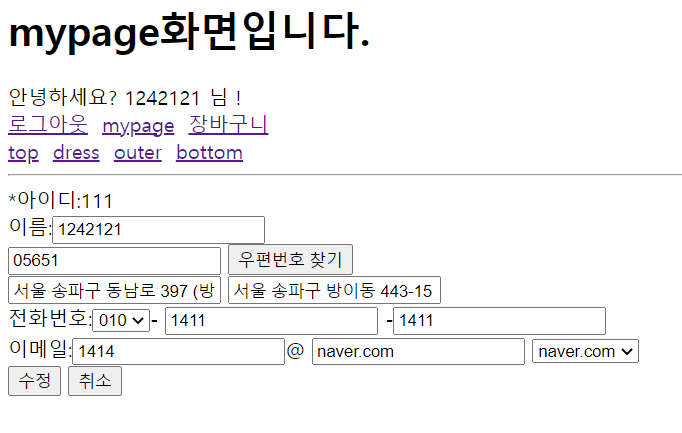 mypage화면입니다.
안녕하세요? 1242121 님 !
로그아웃 mypage 장바구니
top dress outer bottom
*아이디:111
이름:1242121
05651 우편번호 찾기
서울 송파구 동남로 397 (방 서울 송파구 방이동 443-15
전화번호:010 - 1411 -1411
이메일:1414 @ naver.com naver.com
수정 취소